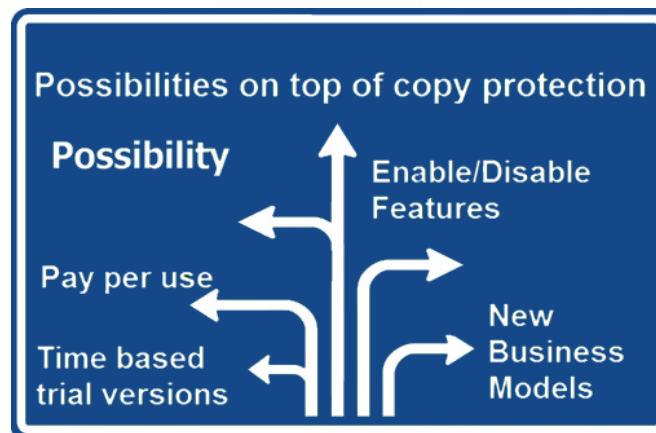 Possibilities on top of copy protection
Possibility
Enable/Disable
Features
Pay per use
New
Business
Models
Time based
trial versions